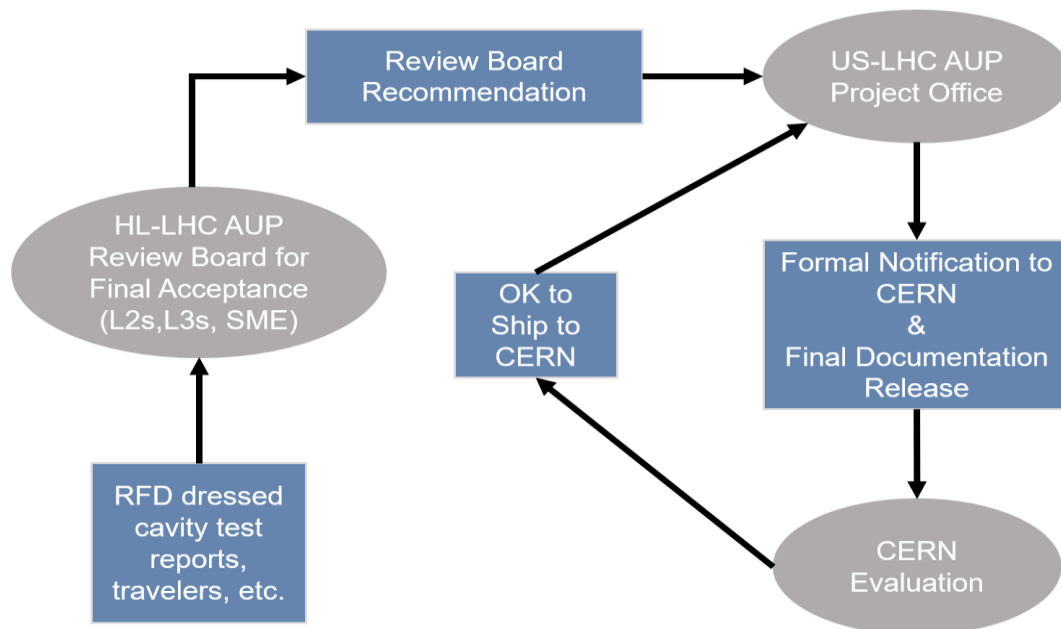 Review Board
Recommendation
US-LHC AUP
Project Office
HL-LHC AUP
Review Board for
Final Acceptance
(L2s,L3s, SME)
OK to
Ship to
CERN
Formal Notification to
CERN
&
Final Documentation
Release
RFD dressed
cavity test
reports,
travelers, etc.
CERN
Evaluation